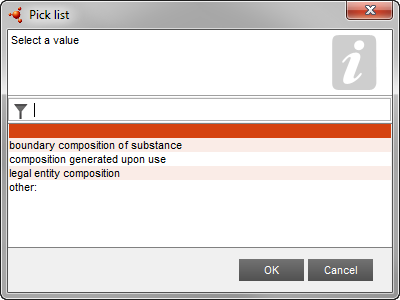 Pick list
Select a value
boundary composition of substance
composition generated upon use
legal entity composition
other:
OK
Cancel